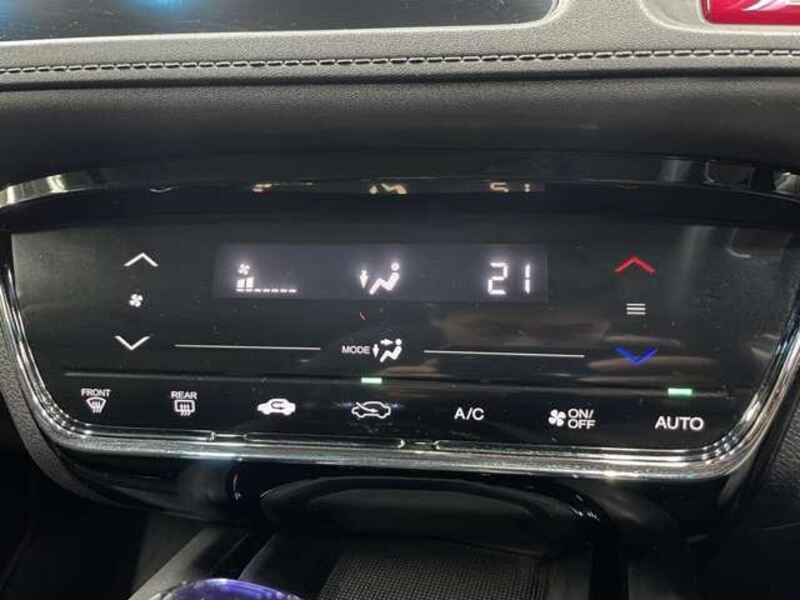 21
MODE
FRONT
REAR
A/C
ON/
OFF
AUTO